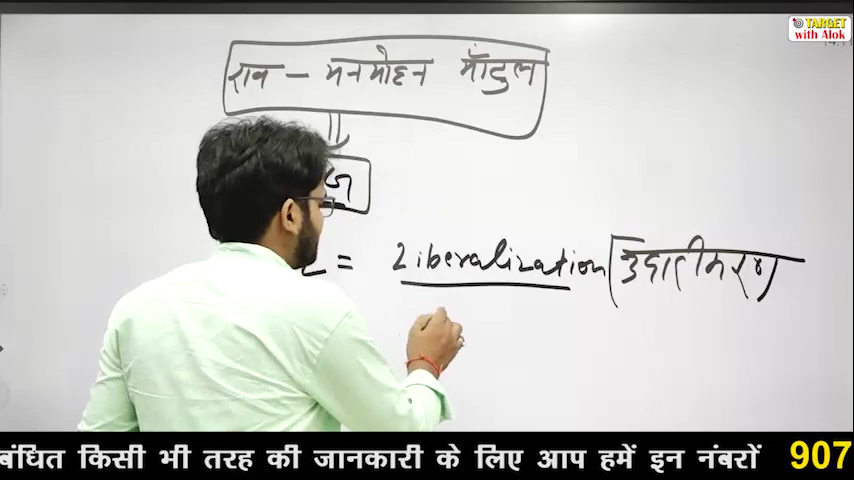 TARGET
with Alok
राव – मनमोहन मॉडल
L = Liberalization उदारीकरण
बंधित किसी भी तरह की जानकारी के लिए आप हमें इन नंबरों 907